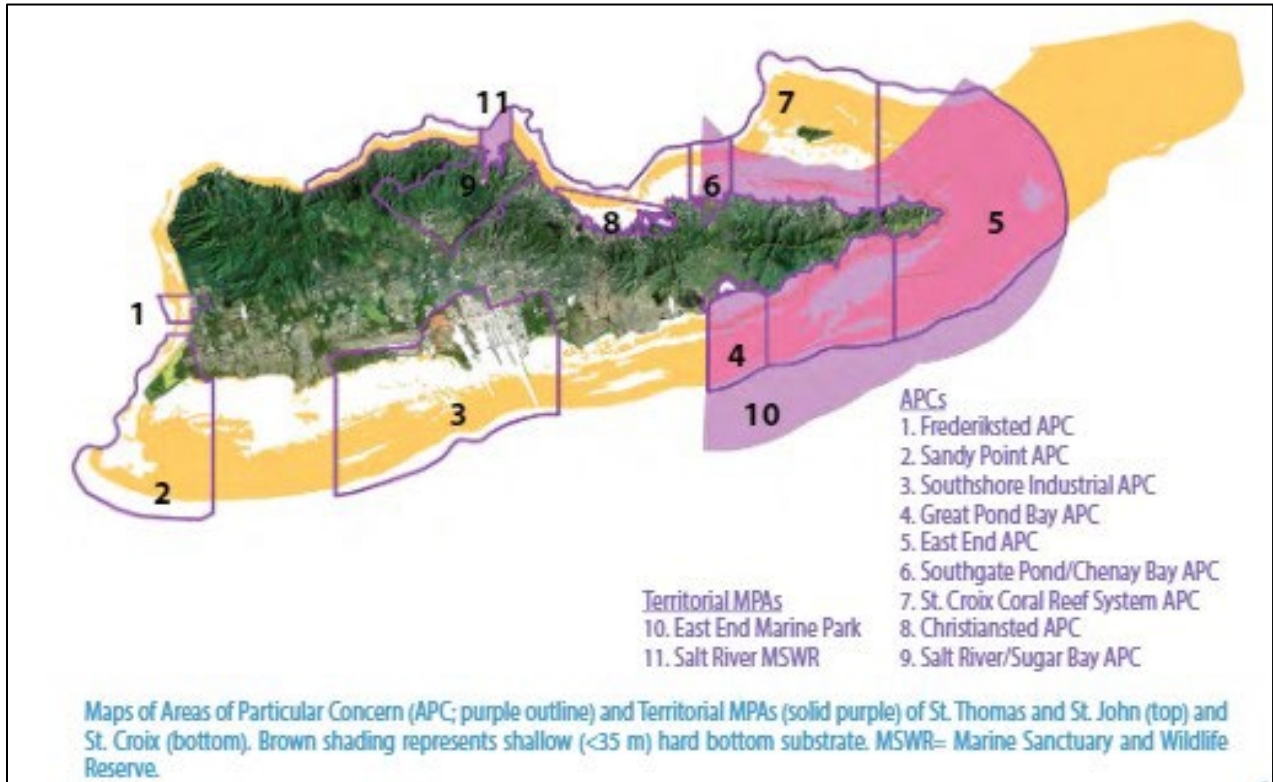 11
7
9
6
8
5
1
4
3
10
2
APCs
1. Frederiksted APC
2. Sandy Point APC
3. Southshore Industrial APC
4. Great Pond Bay APC
5. East End APC
6. Southgate Pond/Chenay Bay APC
7. St. Croix Coral Reef System APC
8. Christiansted APC
9. Salt River/Sugar Bay APC
Territorial MPAs
10. East End Marine Park
11. Salt River MSWR
Maps of Areas of Particular Concern (APC; purple outline) and Territorial MPAs (solid purple) of St. Thomas and St. John (top) and
St. Croix (bottom). Brown shading represents shallow (<35 m) hard bottom substrate. MSWR= Marine Sanctuary and Wildlife
Reserve.